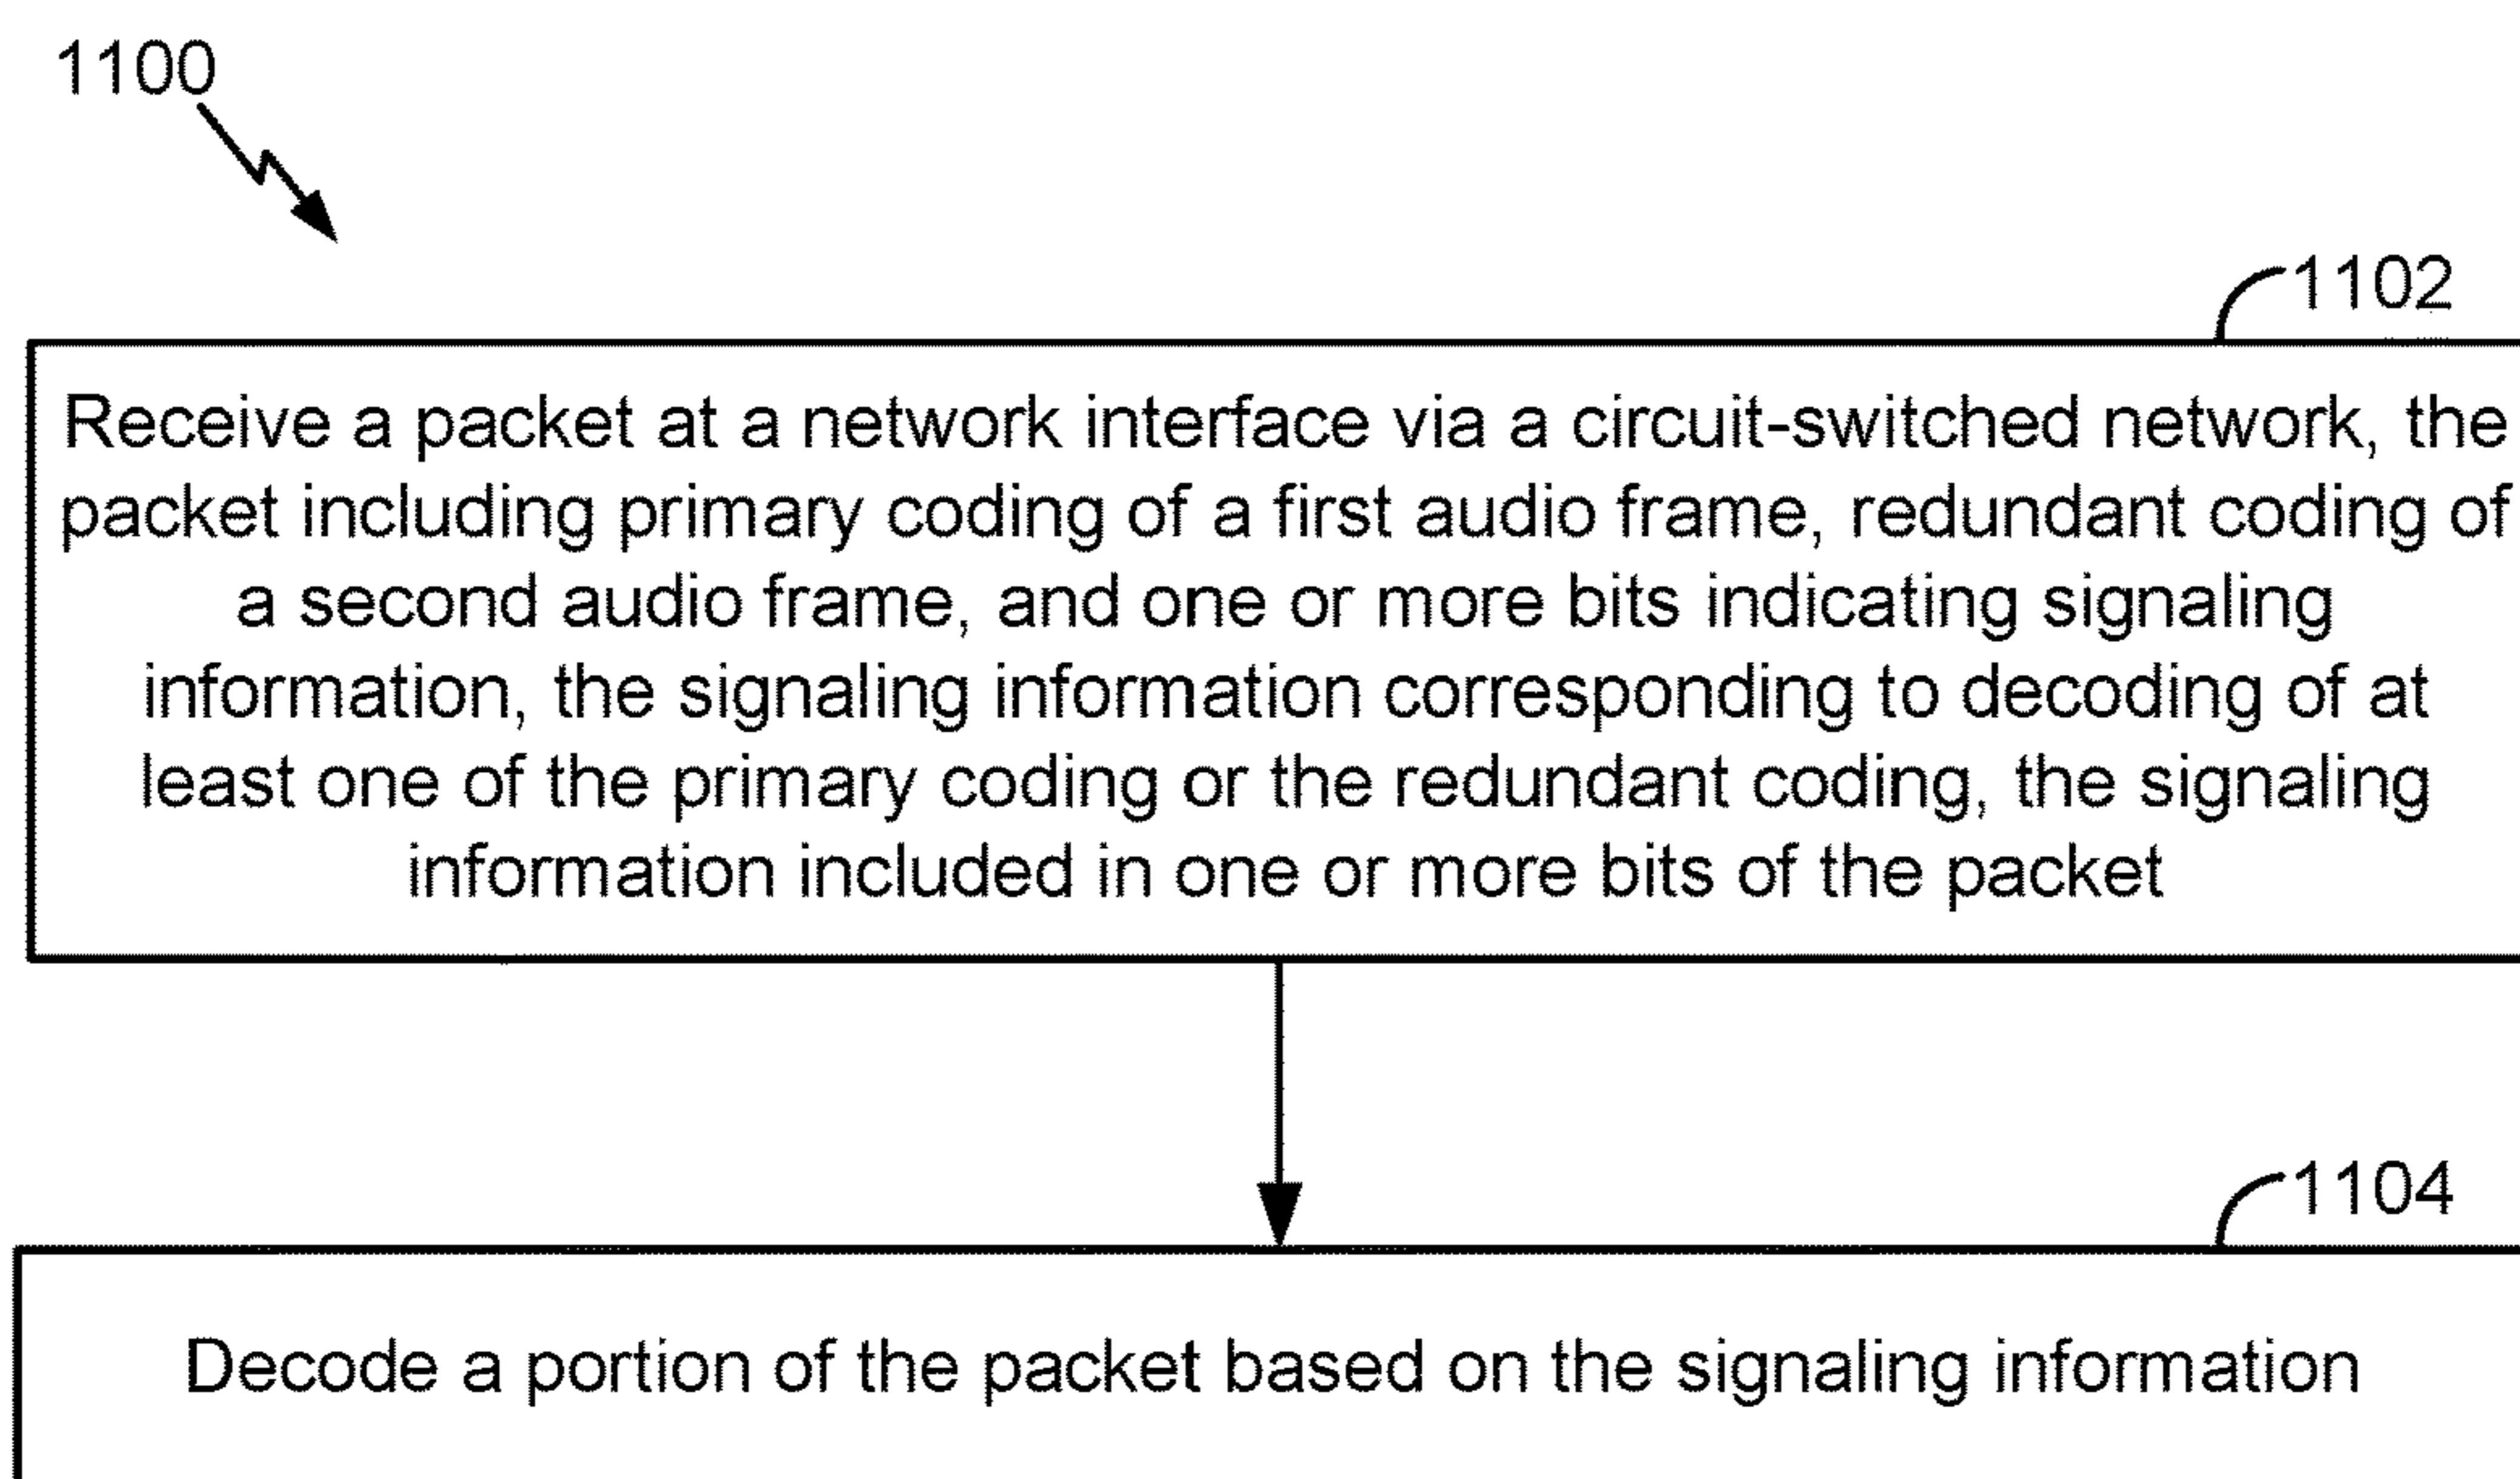 1100
1102
Receive a packet at a network interface via a circuit-switched network, the
packet including primary coding of a first audio frame, redundant coding of
a second audio frame, and one or more bits indicating signaling
information, the signaling information corresponding to decoding of at
least one of the primary coding or the redundant coding, the signaling
information included in one or more bits of the packet
1104
Decode a portion of the packet based on the signaling information